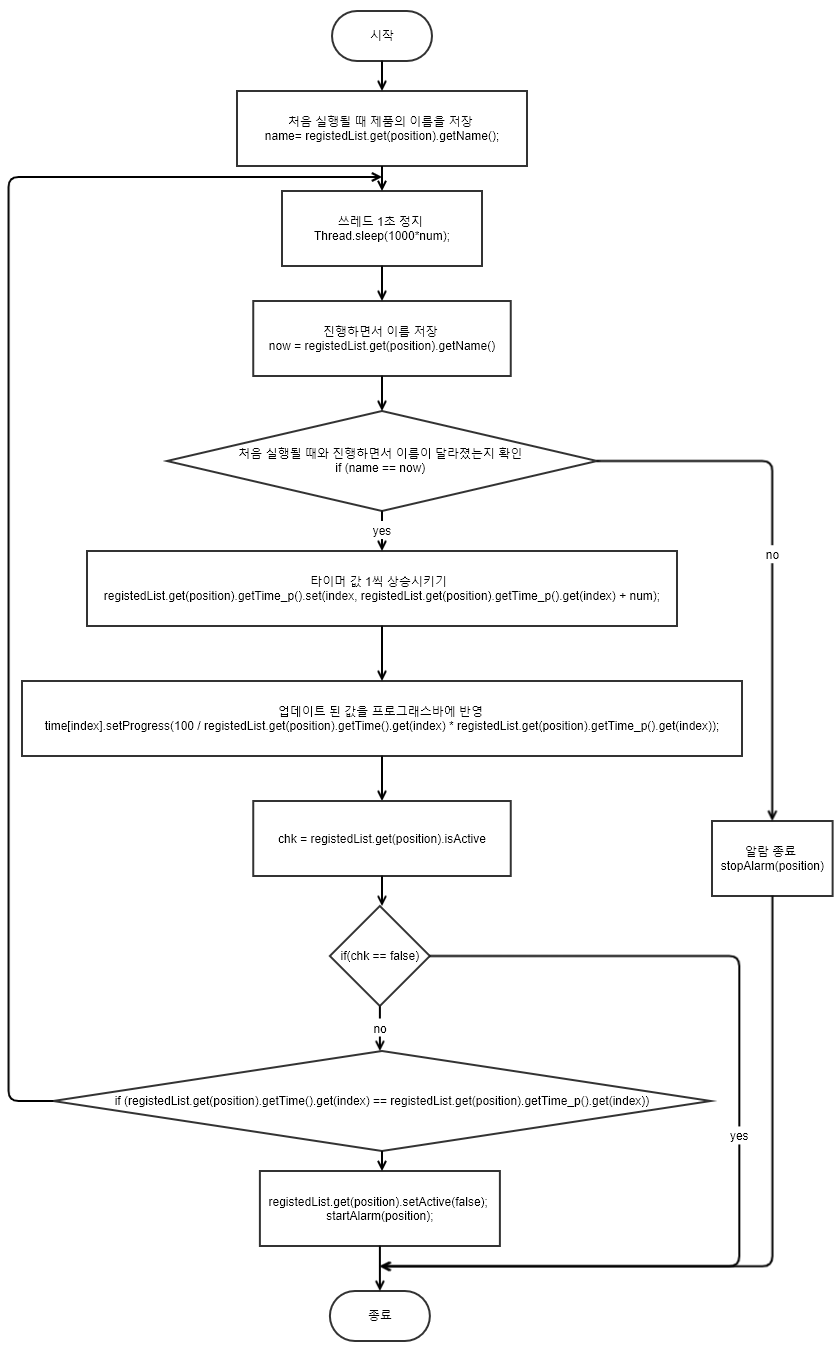 시작
처음 실행될 때 제품의 이름을 저장
name= registedList.get(position).getName();
쓰레드 1초 정지
Thread.sleep(1000*num);
진행하면서 이름 저장
now = registedList.get(position).getName()
처음 실행될 때와 진행하면서 이름이 달라졌는지 확인
if (name == now)
yes
no
타이머 값 1씩 상승시키기
registedList.get(position).getTime_p().set(index, registedList.get(position).getTime_p().get(index) + num);
업데이트 된 값을 프로그래스바에 반영
time[index].setProgress(100 / registedList.get(position).getTime().get(index) * registedList.get(position).getTime_p().get(index));
chk = registedList.get(position).isActive
알람 종료
stopAlarm(position)
if(chk == false)
no
if (registedList.get(position).getTime().get(index) == registedList.get(position).getTime_p().get(index))
yes
registedList.get(position).setActive(false);
startAlarm(position);
종료